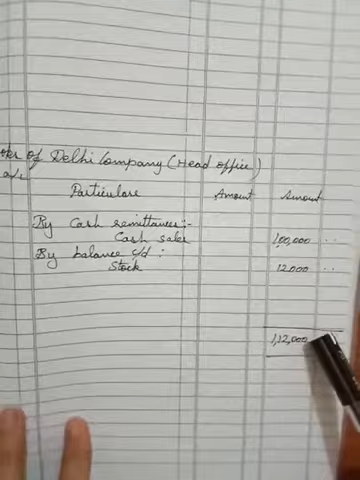 of Delhi Company (Head office)
a/c
Particulars Amount Amount
By Cash remittances:-
Cash sales 1,00,000 ..
By balance c/d:
Stock 12,000 ..
1,12,000